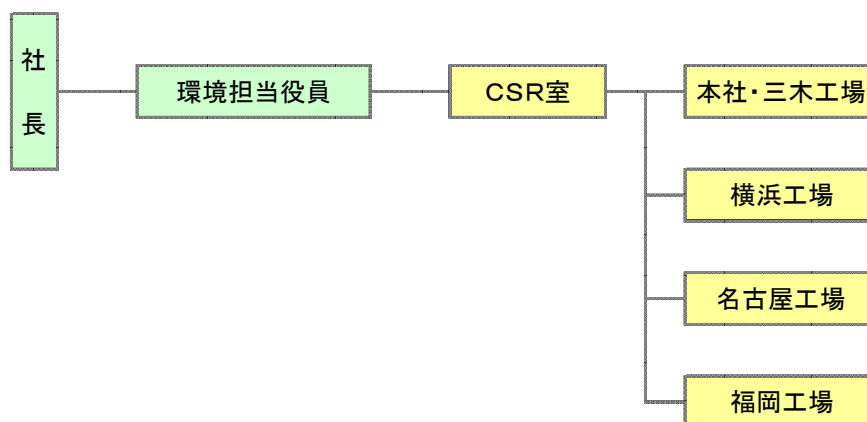 社長
環境担当役員
CSR室
本社・三木工場
横浜工場
名古屋工場
福岡工場